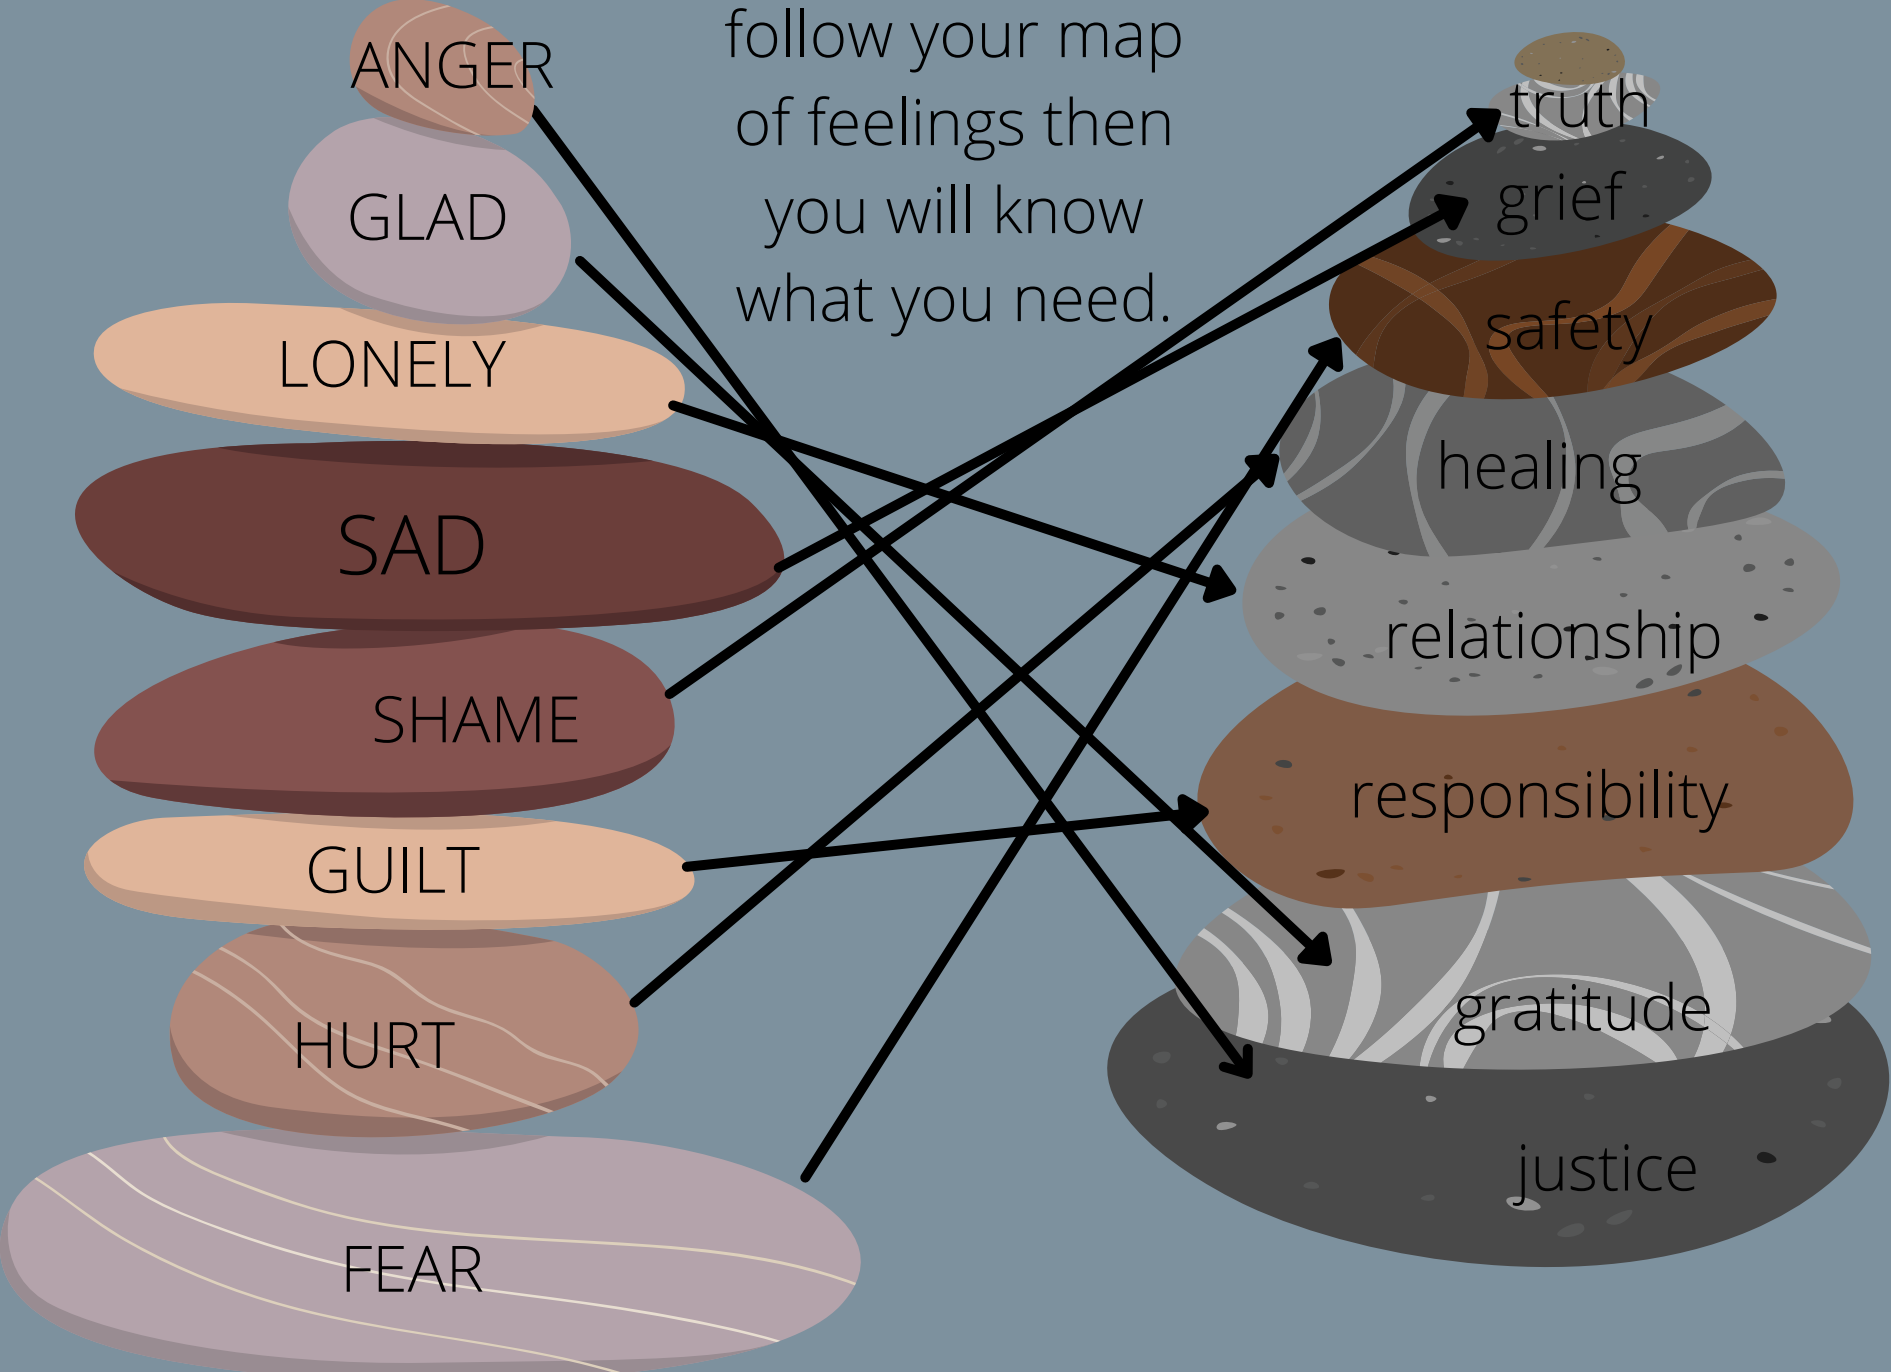 follow your map
of feelings then
you will know
what you need.
ANGER
GLAD
LONELY
SAD
SHAME
GUILT
HURT
FEAR
truth
grief
safety
healing
relationship
responsibility
gratitude
justice